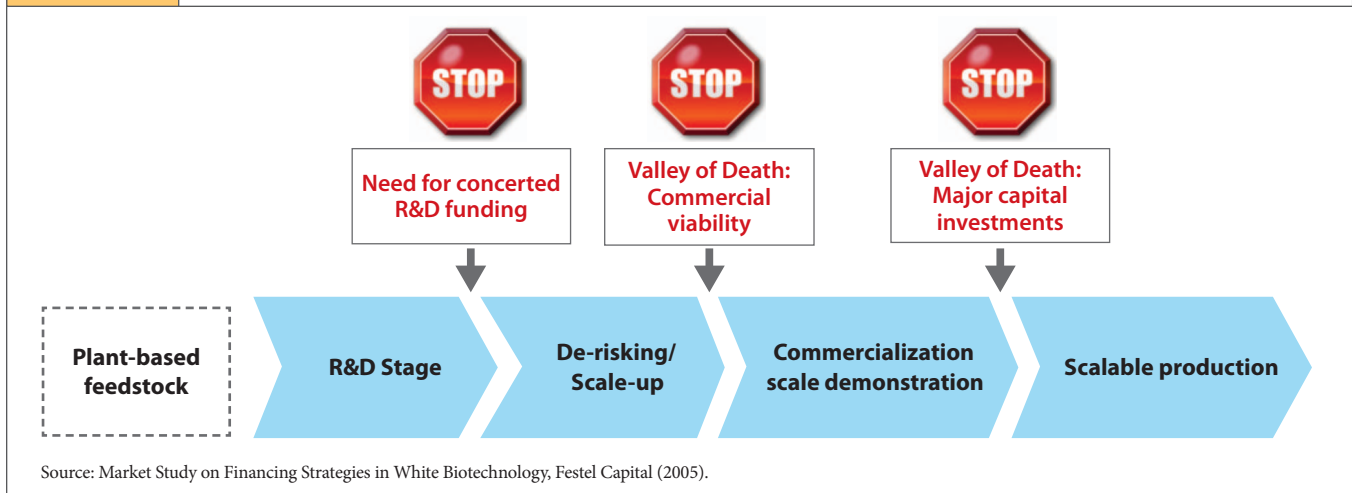 STOP
STOP
STOP
Need for concerted
R&D funding
Valley of Death:
Commercial
viability
Valley of Death:
Major capital
investments
Plant-based
feedstock
R&D Stage
De-risking/
Scale-up
Commercialization
scale demonstration
Scalable production
Source: Market Study on Financing Strategies in White Biotechnology, Festel Capital (2005).